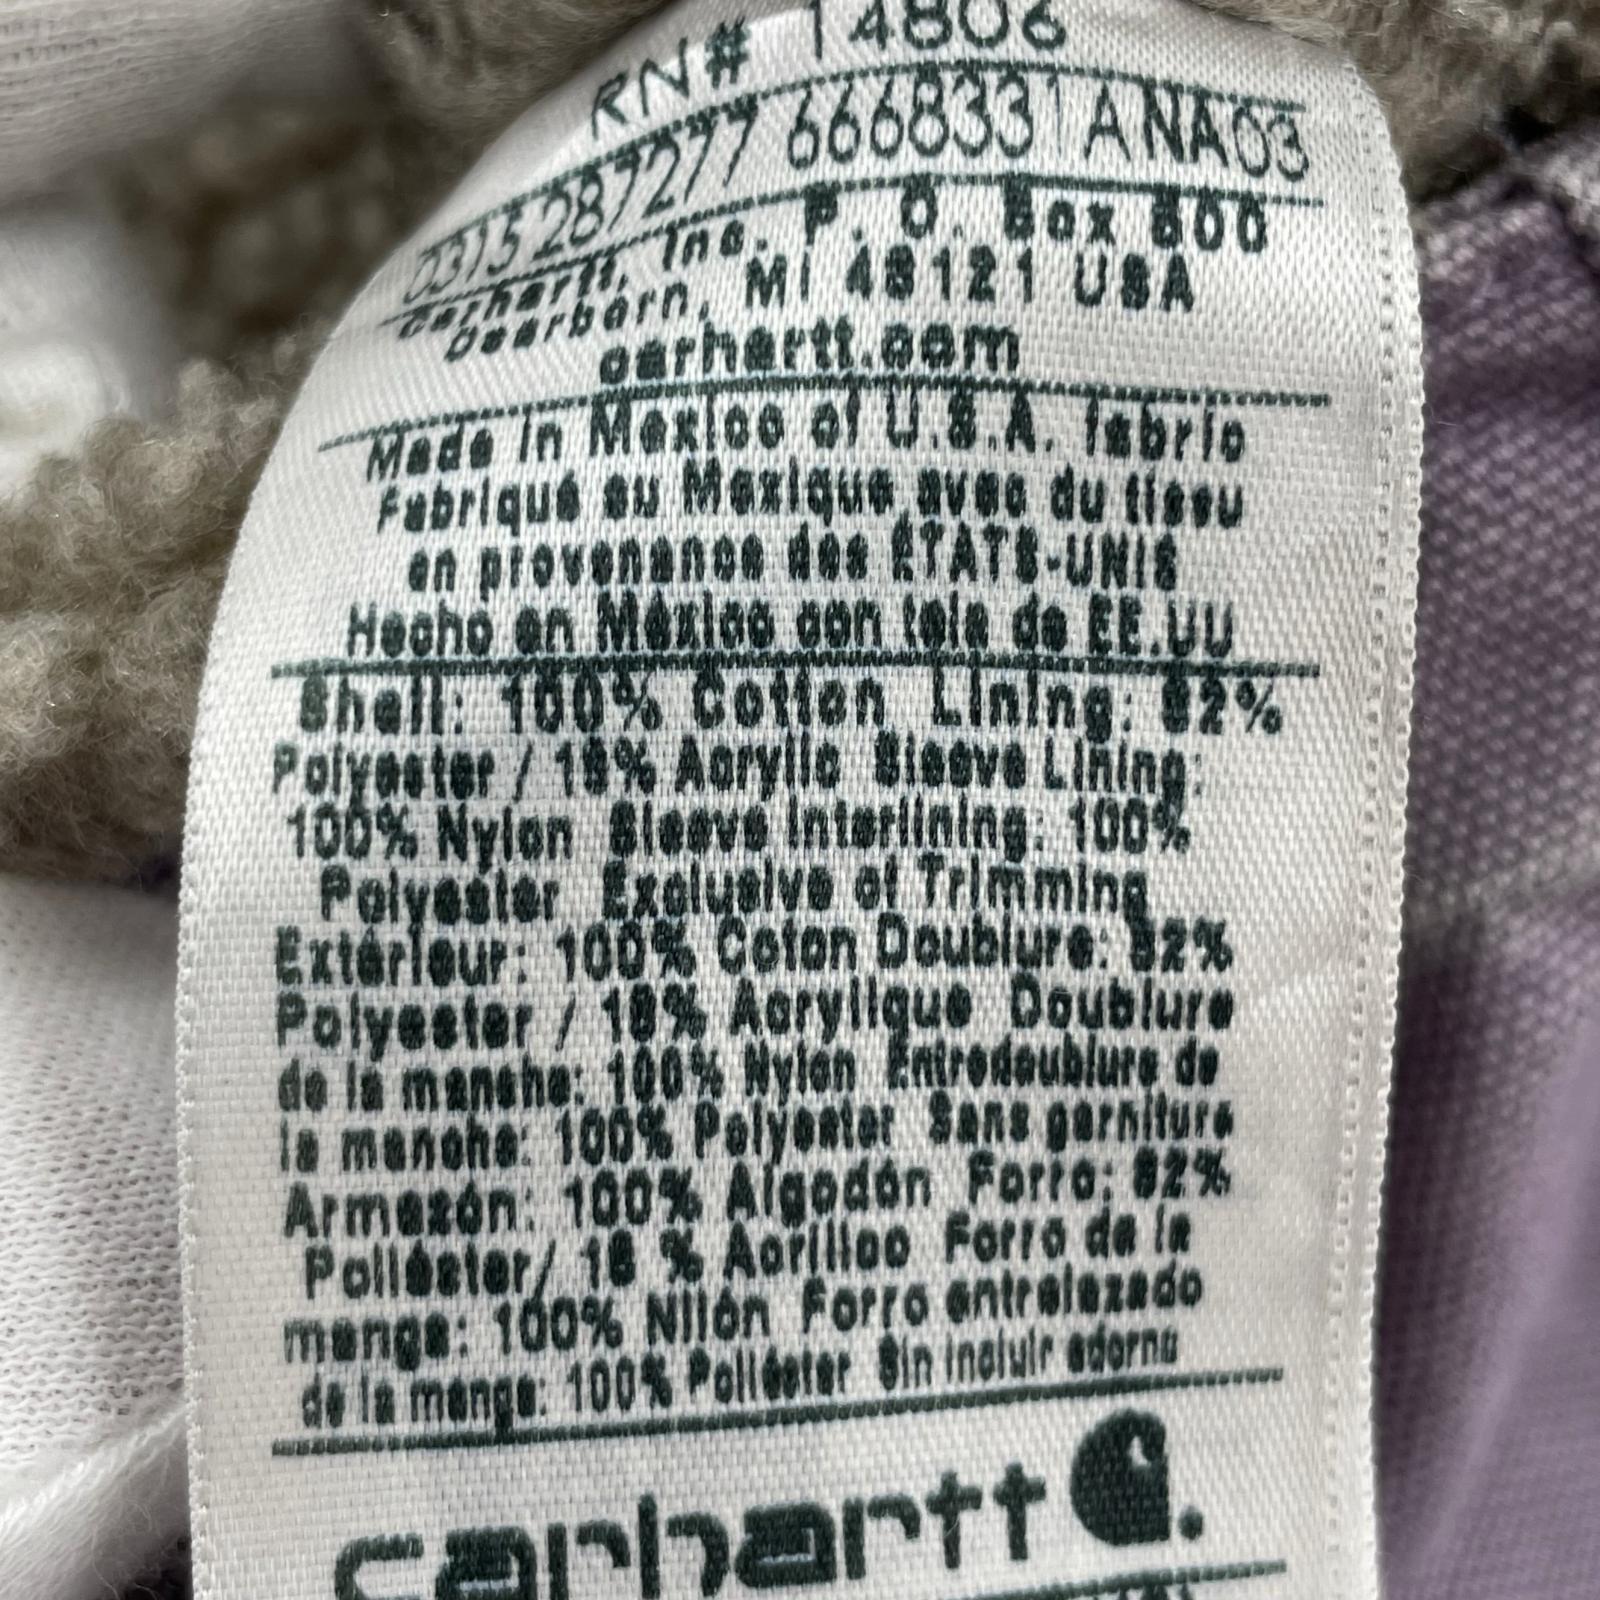 RN# 14806
0315 287277 6668331 ANA03
Carhartt, Inc. P. O. Box 600
Dearborn, MI 48121 USA
carhartt.com
Made in Mexico of U.S.A. fabric
Fabriqué au Mexique avec du tissu
en provenance des ÉTATS-UNIS
Hecho en México con tela de EE.UU
Shell: 100% Cotton Lining: 82%
Polyester / 18% Acrylic Sleeve Lining:
100% Nylon Sleeve Interlining: 100%
Polyester Exclusive of Trimming
Extérieur: 100% Coton Doublure: 82%
Polyester / 18% Acrylique Doublure
de la manche: 100% Nylon Entredoublure de
la manche: 100% Polyester Sans garniture
Armazón: 100% Algodón Forro: 82%
Poliéster/ 18 % Acrílico Forro de la
manga: 100% Nilón Forro entrelazado
de la manga: 100% Poliéster Sin incluir adorno
carhartt